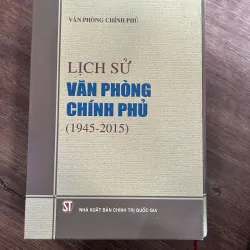 VĂN PHÒNG CHÍNH PHỦ
LỊCH SỬ
VĂN PHÒNG
CHÍNH PHỦ
(1945-2015)
ST
NHÀ XUẤT BẢN CHÍNH TRỊ QUỐC GIA